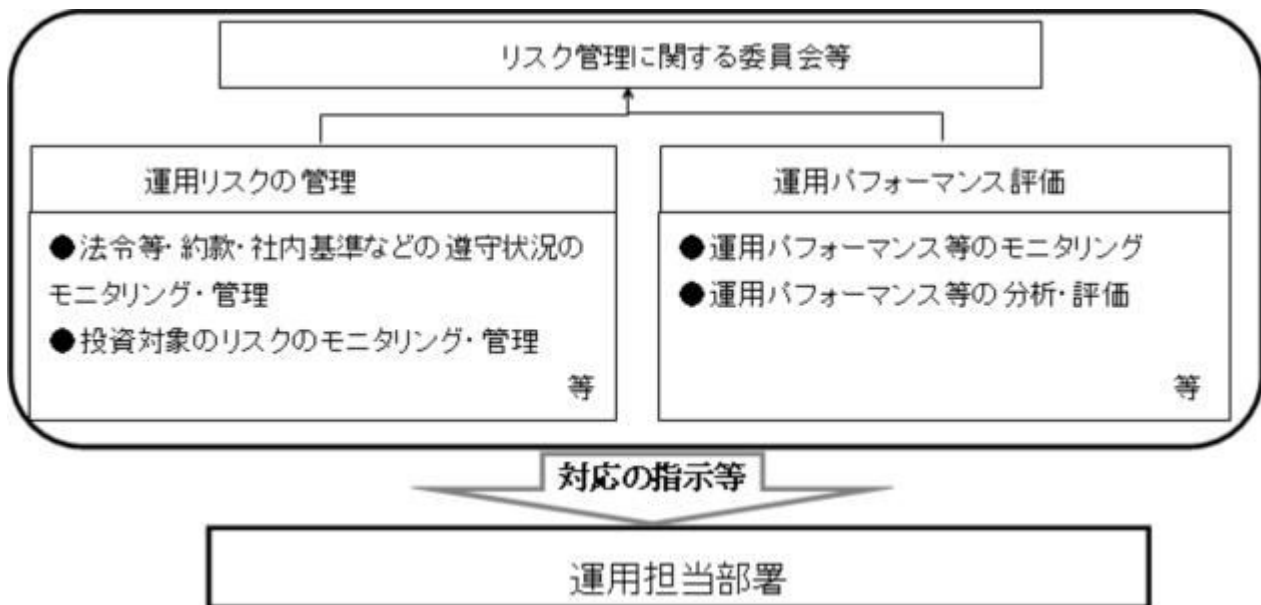 リスク管理に関する委員会等
運用リスクの管理
●法令等・約款・社内基準などの遵守状況の
モニタリング・管理
●投資対象のリスクのモニタリング・管理
等
運用パフォーマンス評価
●運用パフォーマンス等のモニタリング
●運用パフォーマンス等の分析・評価
等
対応の指示等
運用担当部署